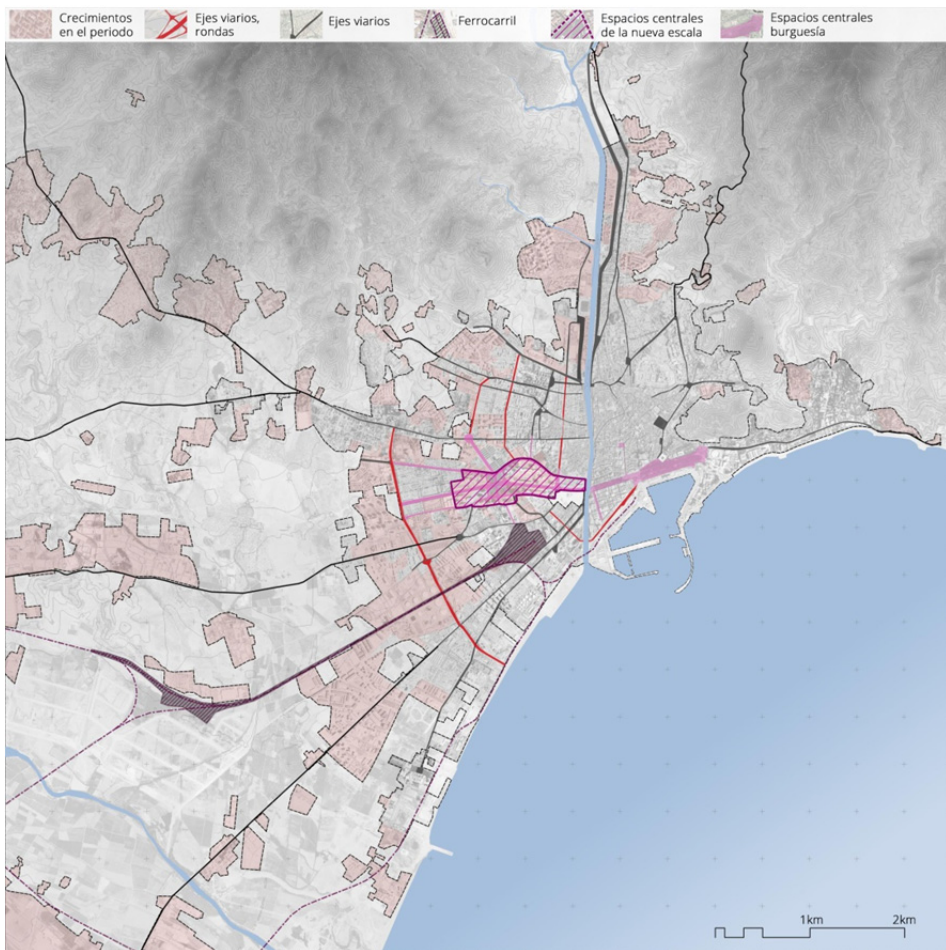 Crecimientos
en el periodo
Ejes viarios,
rondas
Ejes viarios
Ferrocarril
Espacios centrales
de la nueva escala
Espacios centrales
burguesía
1km
2km